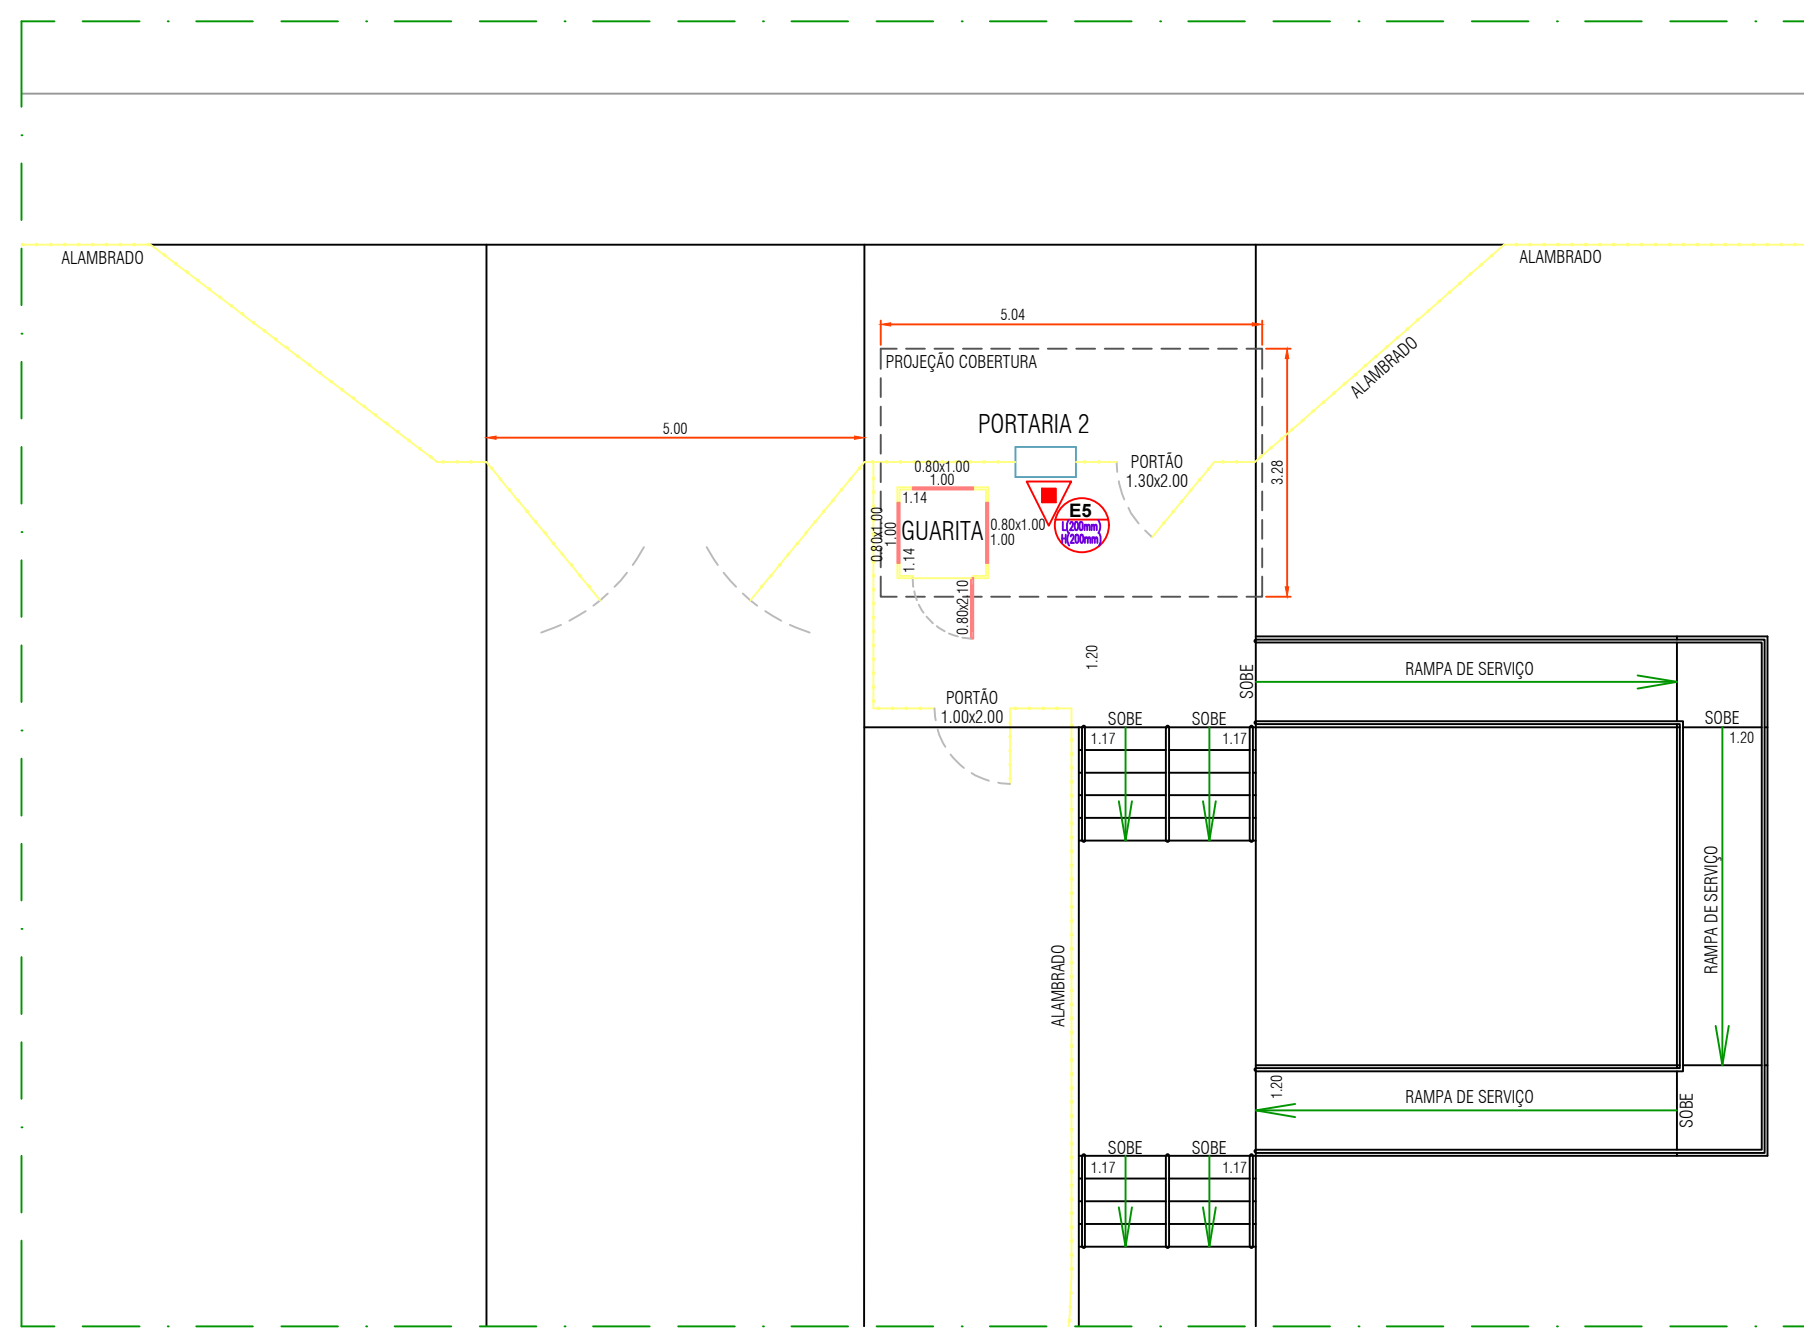 ALAMBRADO
ALAMBRADO
5.04
PROJEÇÃO COBERTURA
ALAMBRADO
PORTARIA 2
5.00
3.28
PORTÃO
1.30x2.00
0.80x1.00
1.00
1.14
0.80x1.00
1.00
GUARITA
0.80x1.00
1.00
1.14
E5
L(200mm)
H(200mm)
0.80x2.10
1.20
SOBE
RAMPA DE SERVIÇO
PORTÃO
1.00x2.00
SOBE
SOBE
SOBE
1.17
1.17
1.20
RAMPA DE SERVIÇO
ALAMBRADO
1.20
RAMPA DE SERVIÇO
SOBE
SOBE
SOBE
1.17
1.17